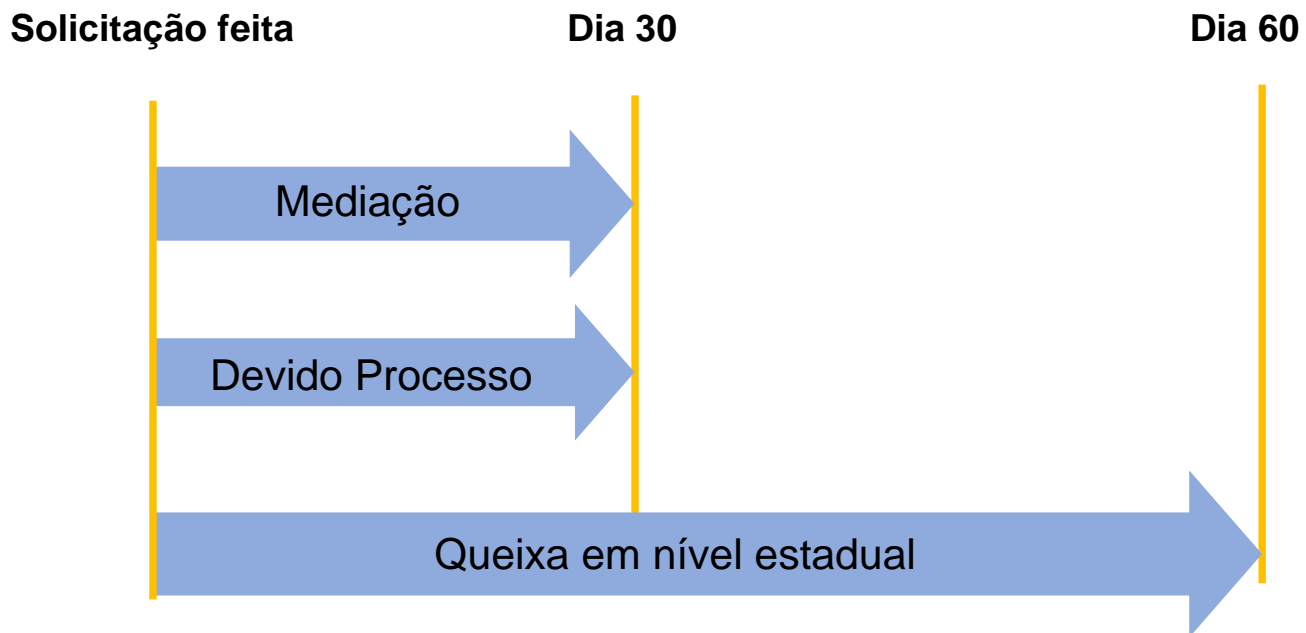 Solicitação feita Dia 30 Dia 60
Mediação
Devido Processo
Queixa em nível estadual